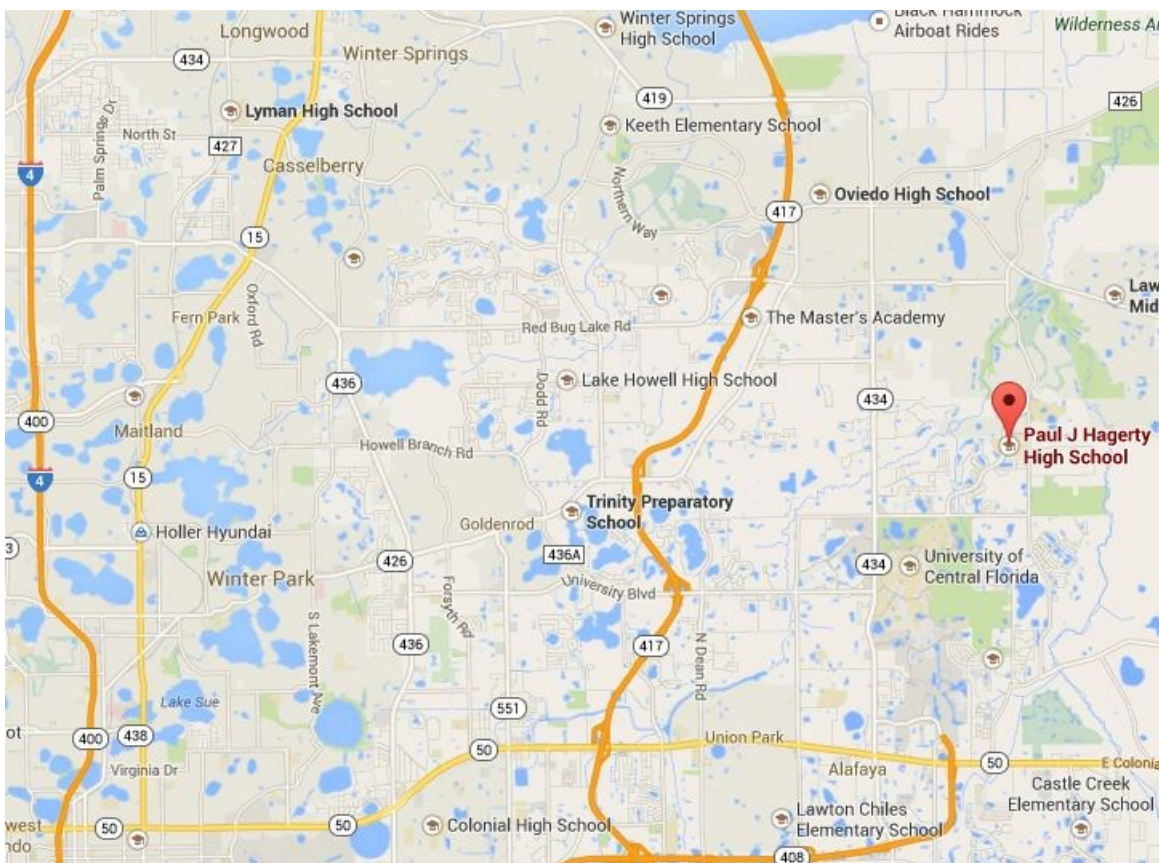 Longwood
Winter Springs
High School
Black Hammock
Airboat Rides
Wilderness
Winter Springs
434
419
426
Lyman High School
Keeth Elementary School
North St
Palm Springs Dr
427
Casselberry
4
Northern Way
Oviedo High School
417
15
Oxford Rd
Fern Park
Red Bug Lake Rd
The Master's Academy
436
Dodd Rd
Lake Howell High School
434
400
Maitland
Howell Branch Rd
Paul J Hagerty
High School
15
4
Goldenrod
Trinity Preparatory
School
Holler Hyundai
3
436A
426
University Blvd
434
University of
Central Florida
Winter Park
Forsyth Rd
S Lakemont Ave
436
417
N Dean Rd
Lake Sue
551
400
438
50
Union Park
50
E Colonial
Virginia Dr
Alafaya
Castle Creek
Elementary School
50
50
Colonial High School
Lawton Chiles
Elementary School
408